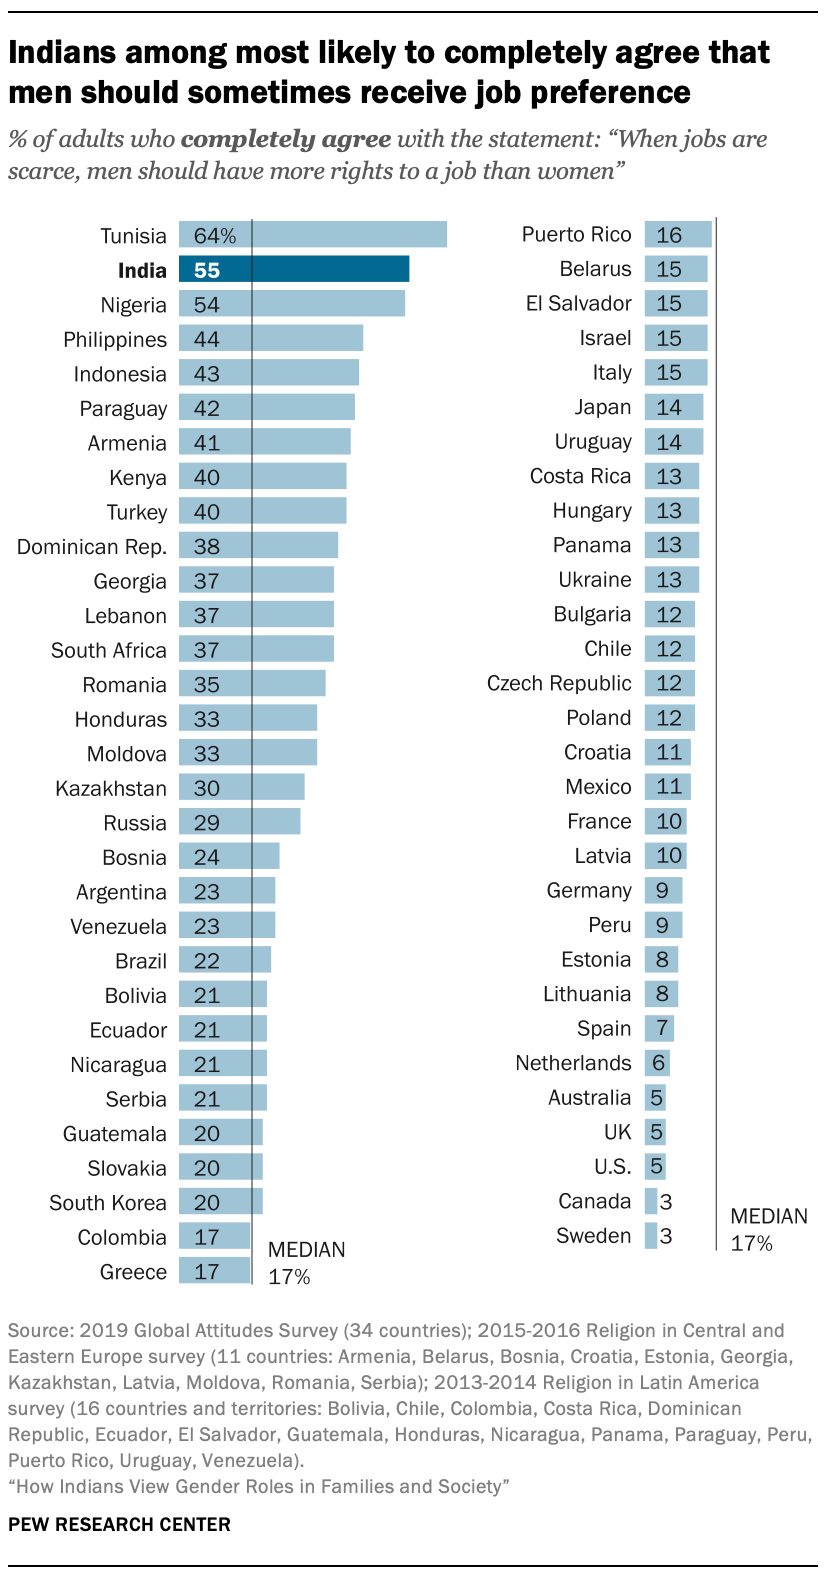 Indians among most likely to completely agree that
men should sometimes receive job preference
% of adults who completely agree with the statement: “When jobs are
scarce, men should have more rights to a job than women”
Tunisia 64%
India 55
Nigeria 54
Philippines 44
Indonesia 43
Paraguay 42
Armenia 41
Kenya 40
Turkey 40
Dominican Rep. 38
Georgia 37
Lebanon 37
South Africa 37
Romania 35
Honduras 33
Moldova 33
Kazakhstan 30
Russia 29
Bosnia 24
Argentina 23
Venezuela 23
Brazil 22
Bolivia 21
Ecuador 21
Nicaragua 21
Serbia 21
Guatemala 20
Slovakia 20
South Korea 20
Colombia 17
Greece 17
MEDIAN
17%
Puerto Rico 16
Belarus 15
El Salvador 15
Israel 15
Italy 15
Japan 14
Uruguay 14
Costa Rica 13
Hungary 13
Panama 13
Ukraine 13
Bulgaria 12
Chile 12
Czech Republic 12
Poland 12
Croatia 11
Mexico 11
France 10
Latvia 10
Germany 9
Peru 9
Estonia 8
Lithuania 8
Spain 7
Netherlands 6
Australia 5
UK 5
U.S. 5
Canada 3
Sweden 3
MEDIAN
17%
Source: 2019 Global Attitudes Survey (34 countries); 2015-2016 Religion in Central and
Eastern Europe survey (11 countries: Armenia, Belarus, Bosnia, Croatia, Estonia, Georgia,
Kazakhstan, Latvia, Moldova, Romania, Serbia); 2013-2014 Religion in Latin America
survey (16 countries and territories: Bolivia, Chile, Colombia, Costa Rica, Dominican
Republic, Ecuador, El Salvador, Guatemala, Honduras, Nicaragua, Panama, Paraguay, Peru,
Puerto Rico, Uruguay, Venezuela).
“How Indians View Gender Roles in Families and Society”
PEW RESEARCH CENTER